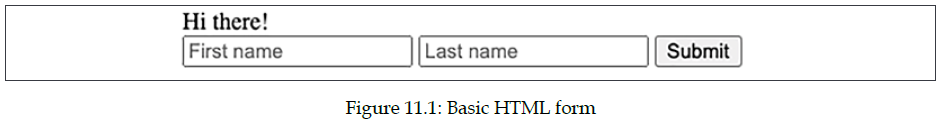 Hi there!
First name Last name Submit
Figure 11.1: Basic HTML form